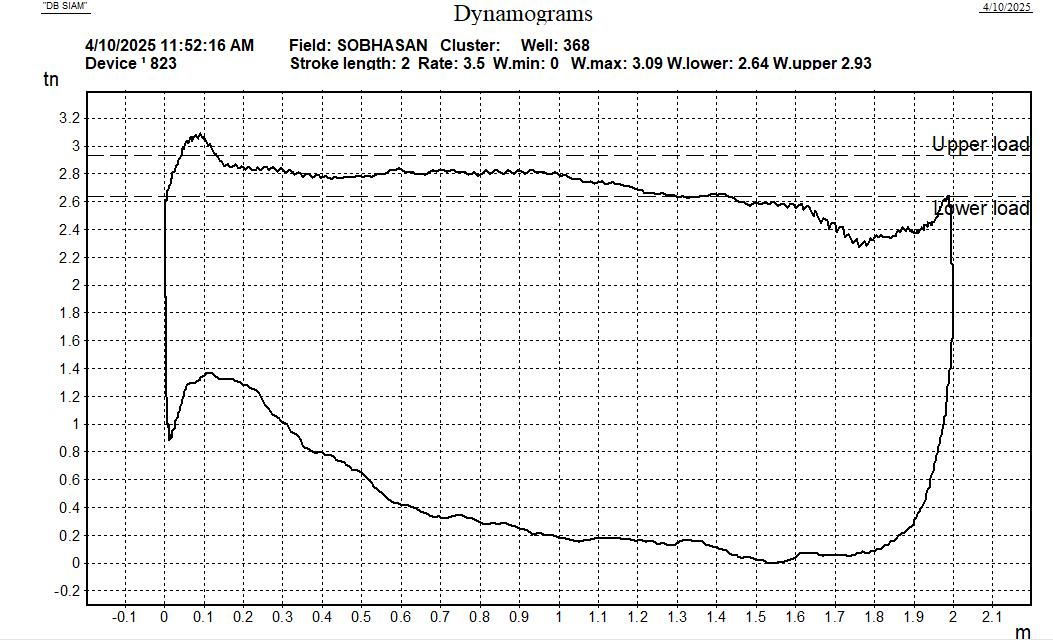 "DB SIAM"
4/10/2025
Dynamograms
4/10/2025 11:52:16 AM Field: SOBHASAN Cluster: Well: 368
Device ¹ 823 Stroke length: 2 Rate: 3.5 W.min: 0 W.max: 3.09 W.lower: 2.64 W.upper 2.93
tn
3.2
3
2.8
2.6
2.4
2.2
2
1.8
1.6
1.4
1.2
1
0.8
0.6
0.4
0.2
0
-0.2
Upper load
Lower load
-0.1 0 0.1 0.2 0.3 0.4 0.5 0.6 0.7 0.8 0.9 1 1.1 1.2 1.3 1.4 1.5 1.6 1.7 1.8 1.9 2 2.1
m